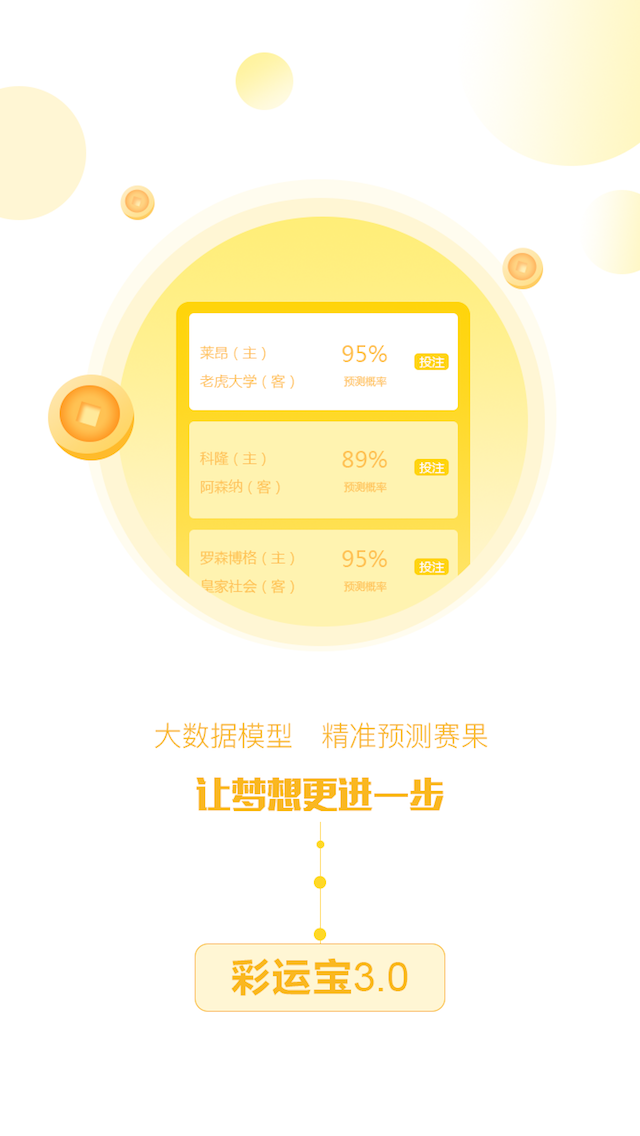 莱昂（主）
95%
投注
老虎大学（客）
预测概率
科隆（主）
89%
投注
阿森纳（客）
预测概率
罗森博格（主）
95%
投注
皇家社会（客）
预测概率
大数据模型 精准预测赛果
让梦想更进一步
彩运宝3.0